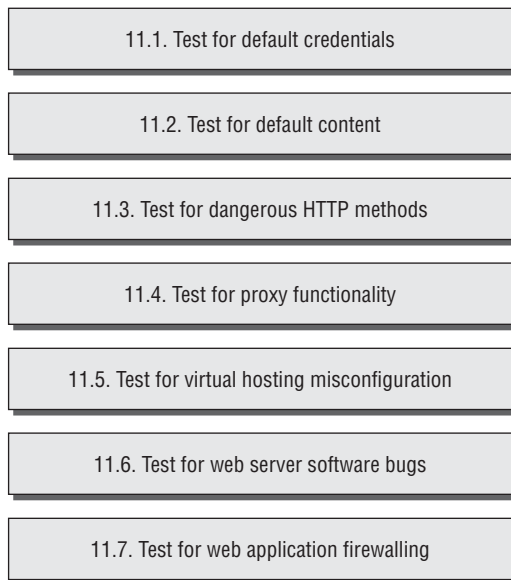 11.1. Test for default credentials
11.2. Test for default content
11.3. Test for dangerous HTTP methods
11.4. Test for proxy functionality
11.5. Test for virtual hosting misconfiguration
11.6. Test for web server software bugs
11.7. Test for web application firewalling